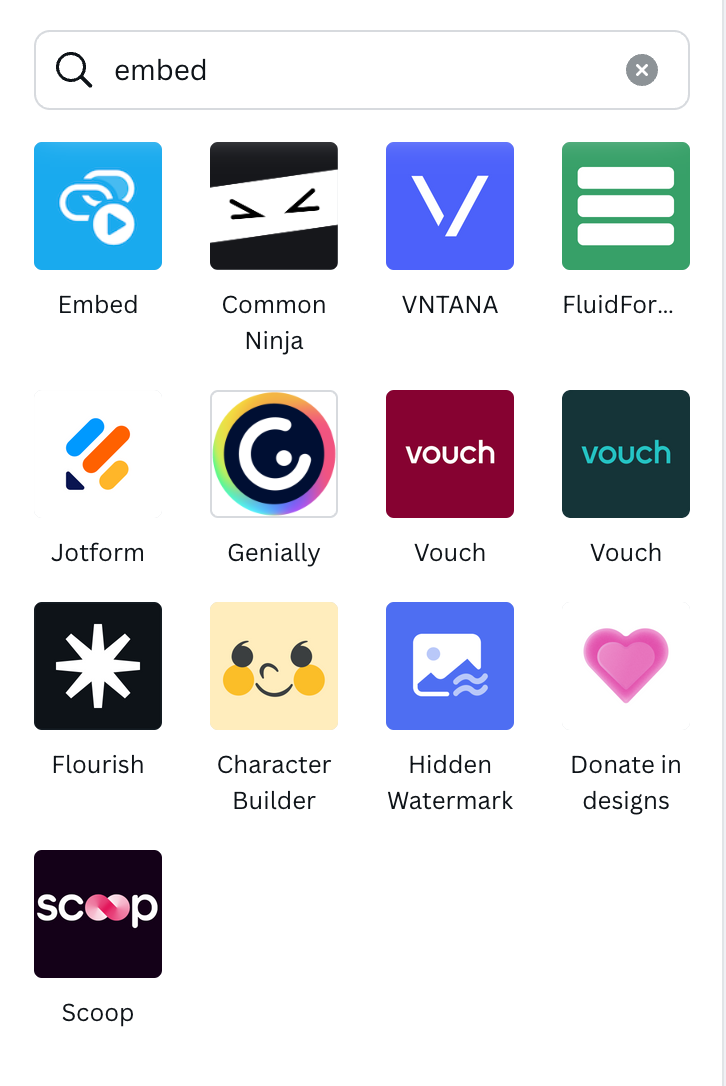 embed
Embed
Common
Ninja
VNTANA
FluidFor...
Jotform
Genially
vouch
Vouch
vouch
Vouch
Flourish
Character
Builder
Hidden
Watermark
Donate in
designs
scoop
Scoop